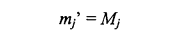 mⱼ' = Mⱼ